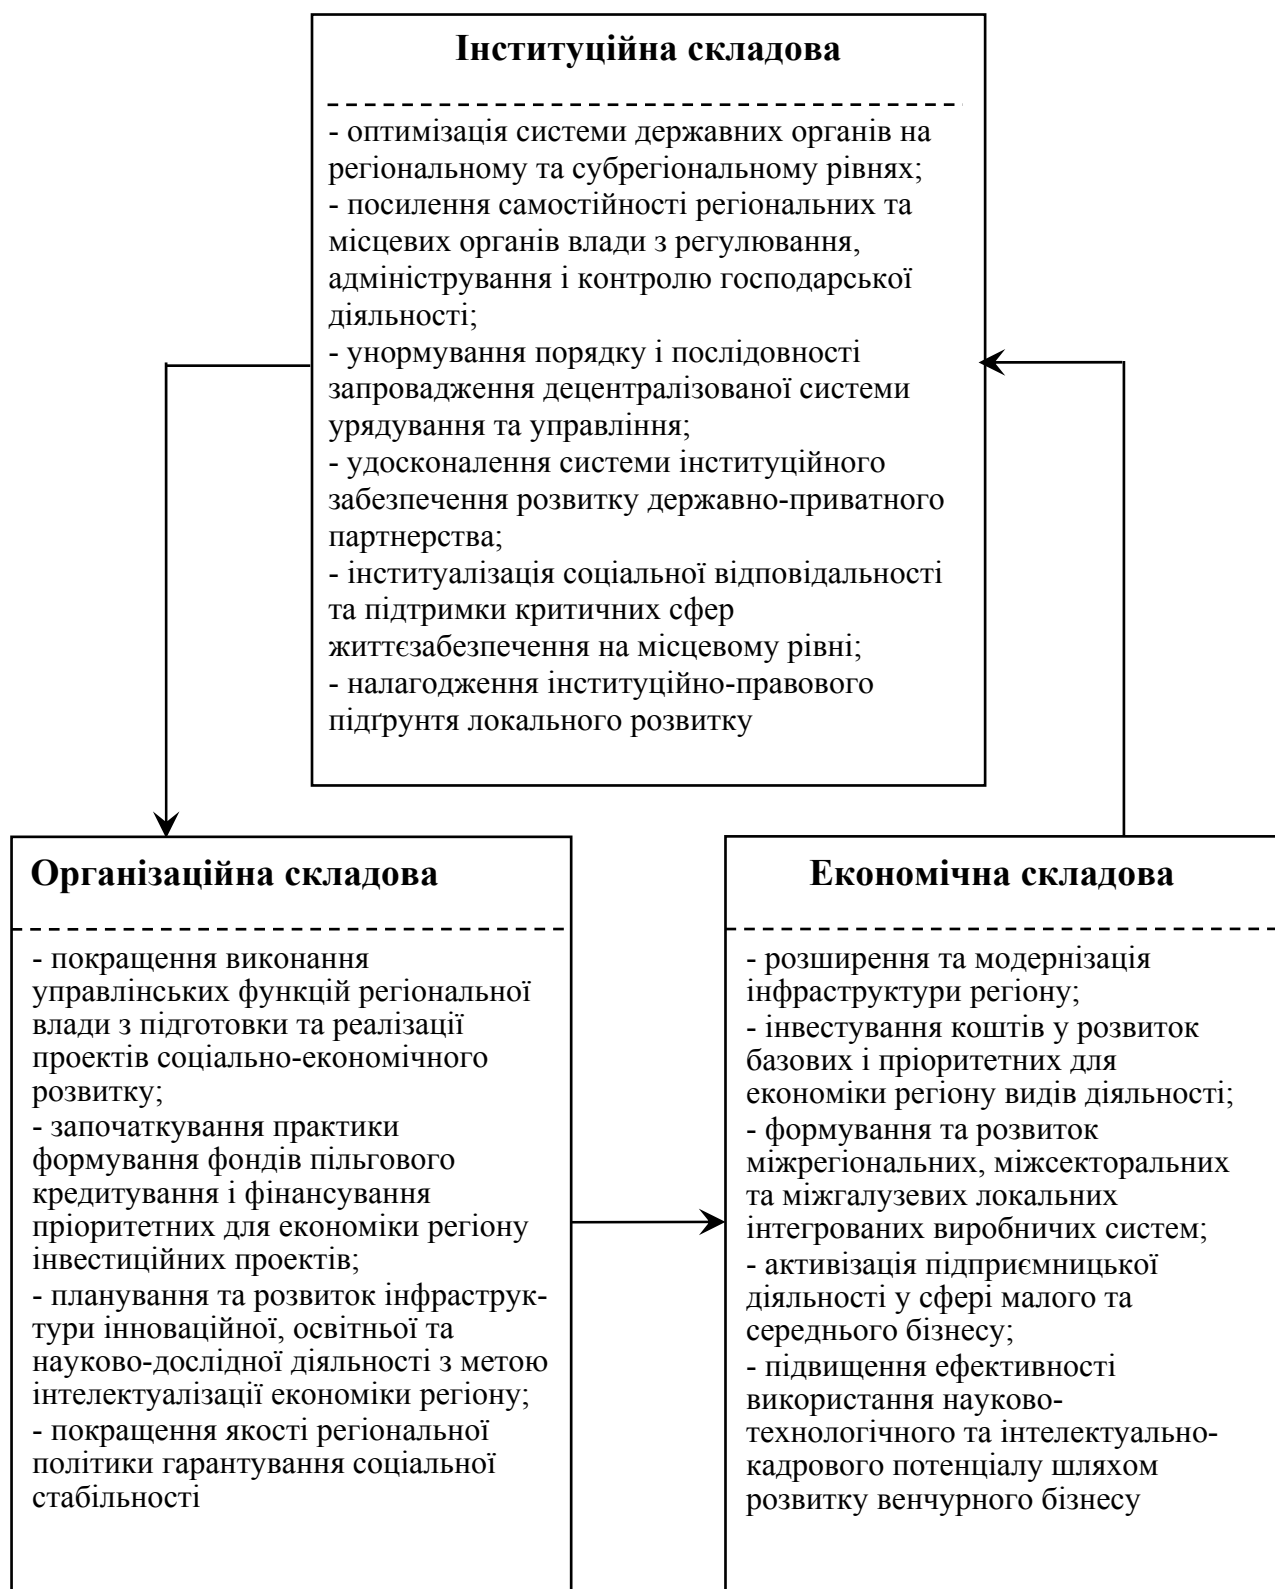 Інституційна складова
- оптимізація системи державних органів на
регіональному та субрегіональному рівнях;
- посилення самостійності регіональних та
місцевих органів влади з регулювання,
адміністрування і контролю господарської
діяльності;
- унормування порядку і послідовності
запровадження децентралізованої системи
урядування та управління;
- удосконалення системи інституційного
забезпечення розвитку державно-приватного
партнерства;
- інституалізація соціальної відповідальності
та підтримки критичних сфер
життєзабезпечення на місцевому рівні;
- налагодження інституційно-правового
підґрунтя локального розвитку
Організаційна складова
- покращення виконання
управлінських функцій регіональної
влади з підготовки та реалізації
проектів соціально-економічного
розвитку;
- започаткування практики
формування фондів пільгового
кредитування і фінансування
пріоритетних для економіки регіону
інвестиційних проектів;
- планування та розвиток інфраструк-
тури інноваційної, освітньої та
науково-дослідної діяльності з метою
інтелектуалізації економіки регіону;
- покращення якості регіональної
політики гарантування соціальної
стабільності
Економічна складова
- розширення та модернізація
інфраструктури регіону;
- інвестування коштів у розвиток
базових і пріоритетних для
економіки регіону видів діяльності;
- формування та розвиток
міжрегіональних, міжсекторальних
та міжгалузевих локальних
інтегрованих виробничих систем;
- активізація підприємницької
діяльності у сфері малого та
середнього бізнесу;
- підвищення ефективності
використання науково-
технологічного та інтелектуально-
кадрового потенціалу шляхом
розвитку венчурного бізнесу